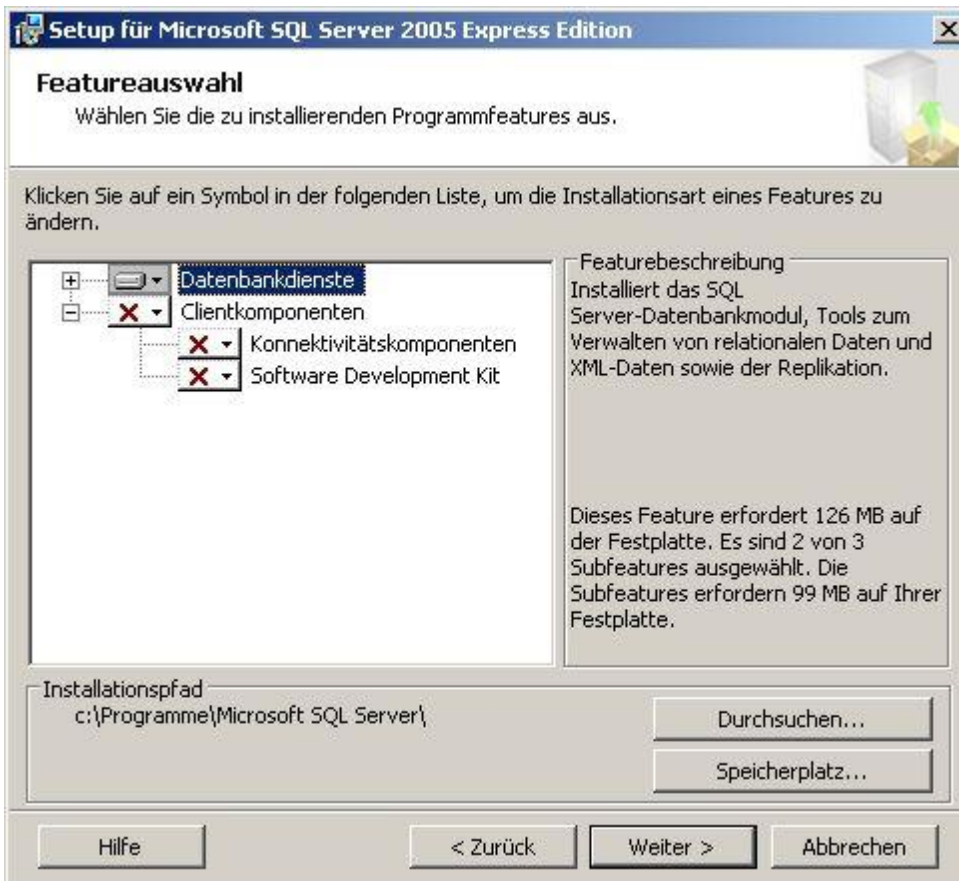 Setup für Microsoft SQL Server 2005 Express Edition
Featureauswahl
Wählen Sie die zu installierenden Programmfeatures aus.
Klicken Sie auf ein Symbol in der folgenden Liste, um die Installationsart eines Features zu
ändern.
Datenbankdienste
Clientkomponenten
Konnektivitätskomponenten
Software Development Kit
Featurebeschreibung
Installiert das SQL
Server-Datenbankmodul, Tools zum
Verwalten von relationalen Daten und
XML-Daten sowie der Replikation.
Dieses Feature erfordert 126 MB auf
der Festplatte. Es sind 2 von 3
Subfeatures ausgewählt. Die
Subfeatures erfordern 99 MB auf Ihrer
Festplatte.
Installationspfad
c:\Programme\Microsoft SQL Server\
Durchsuchen...
Speicherplatz...
Hilfe
< Zurück
Weiter >
Abbrechen